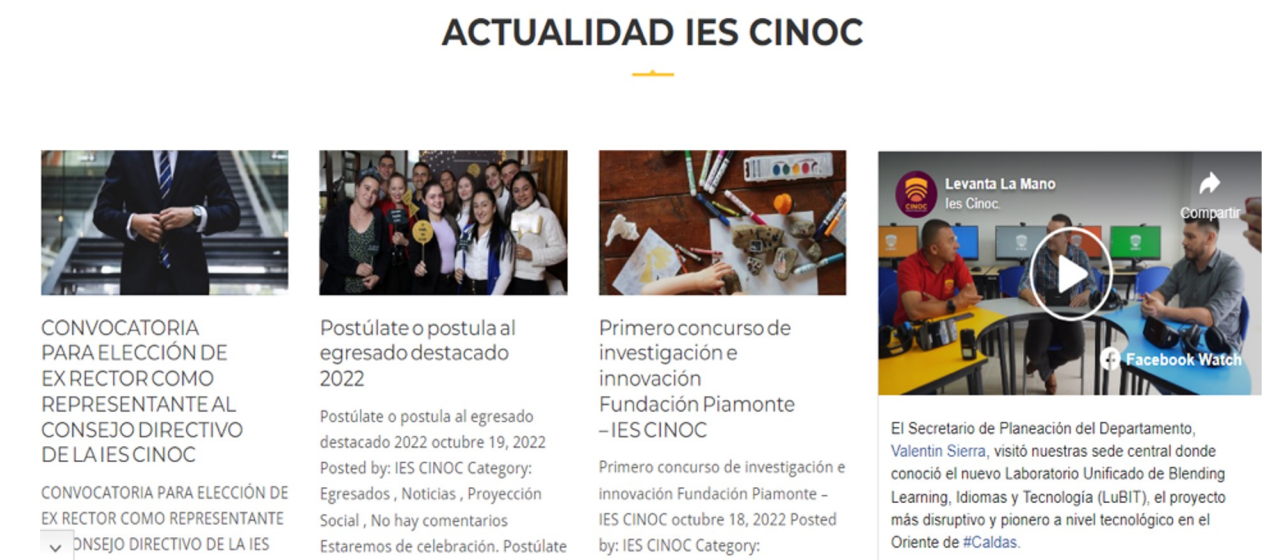 ACTUALIDAD IES CINOC
CONVOCATORIA
PARA ELECCIÓN DE
EX RECTOR COMO
REPRESENTANTE AL
CONSEJO DIRECTIVO
DE LA IES CINOC
CONVOCATORIA PARA ELECCIÓN DE
EX RECTOR COMO REPRESENTANTE
ONSEJO DIRECTIVO DE LA IES
Postúlate o postula al
egresado destacado
2022
Postúlate o postula al egresado
destacado 2022 octubre 19, 2022
Posted by: IES CINOC Category:
Egresados , Noticias , Proyección
Social , No hay comentarios
Estaremos de celebración. Postúlate
Primero concurso de
investigación e
innovación
Fundación Piamonte
– IES CINOC
Primero concurso de investigación e
innovación Fundación Piamonte –
IES CINOC octubre 18, 2022 Posted
by: IES CINOC Category:
CINOC
Levanta La Mano
Ies Cinoc.
Compartir
Facebook Watch
El Secretario de Planeación del Departamento,
Valentin Sierra, visitó nuestras sede central donde
conoció el nuevo Laboratorio Unificado de Blending
Learning, Idiomas y Tecnología (LuBIT), el proyecto
más disruptivo y pionero a nivel tecnológico en el
Oriente de #Caldas.